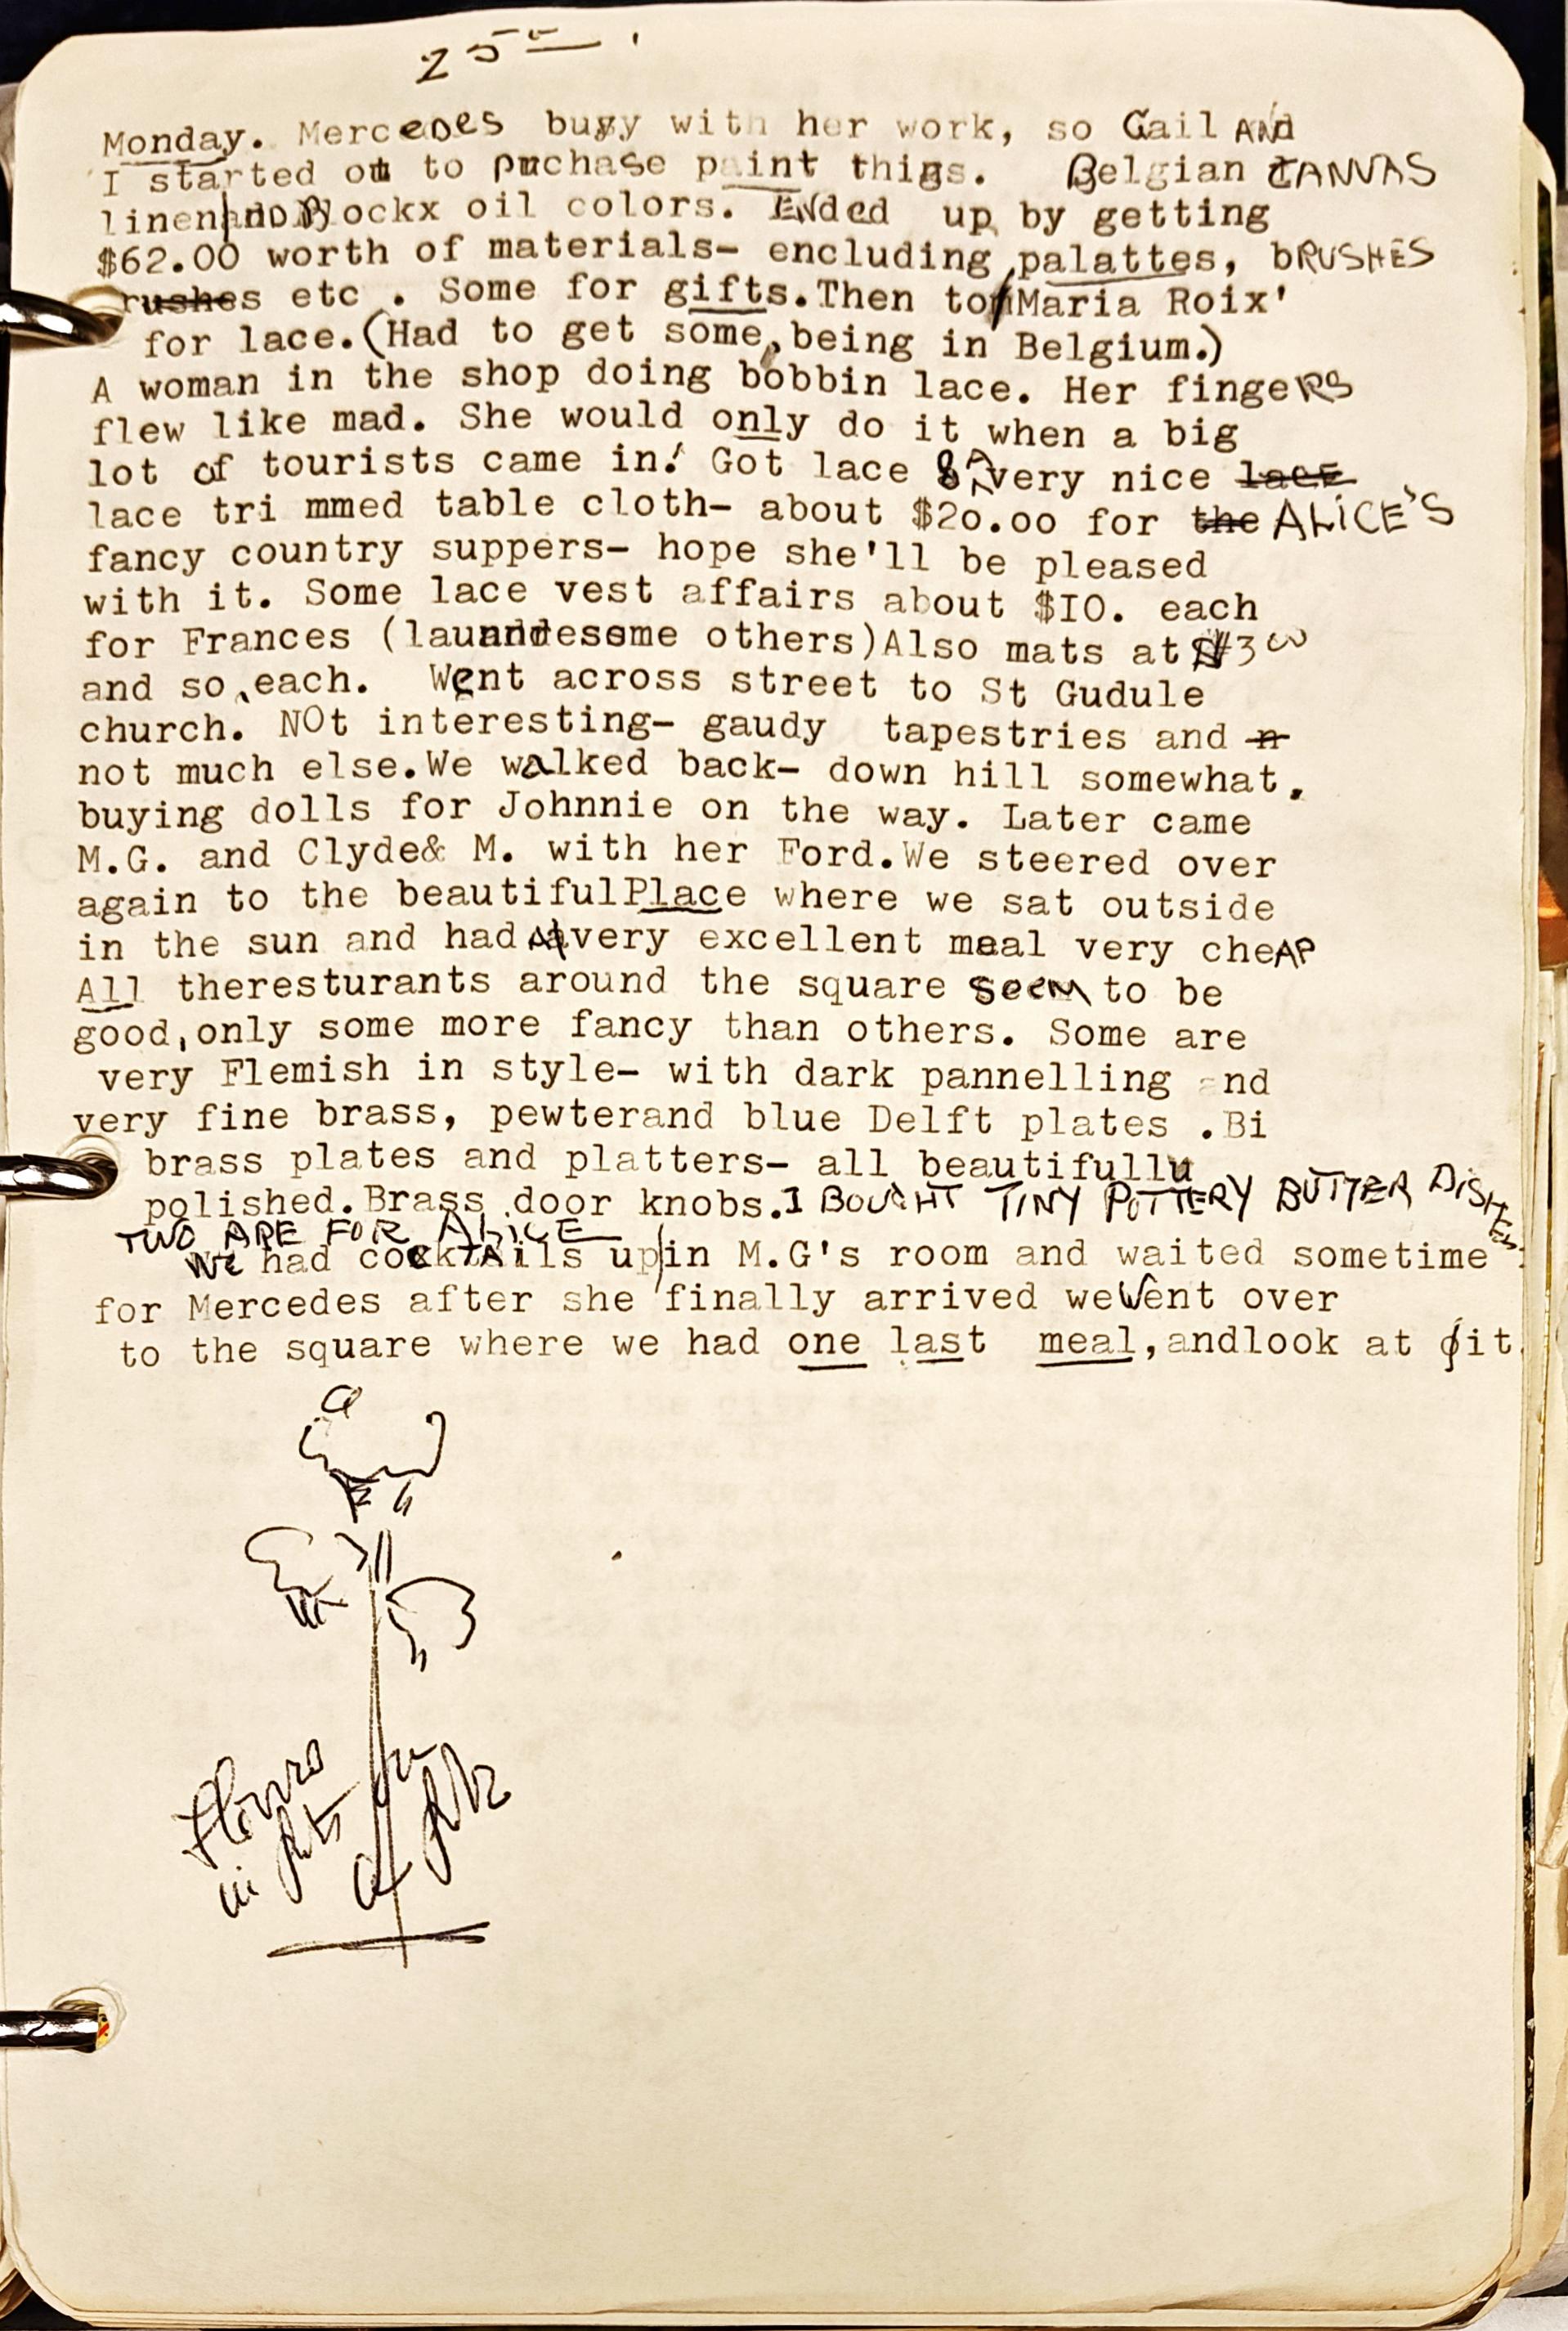 25
Monday. Mercedes busy with her work, so Gail AND
I started out to puchase paint things. Belgian CANVAS
linen and Blockx oil colors. Ended up by getting
$62.00 worth of materials- encluding palattes, bRUSHES
rushes etc . Some for gifts.Then to Maria Roix'
for lace.(Had to get some, being in Belgium.)
A woman in the shop doing bobbin lace. Her fingeRS
flew like mad. She would only do it when a big
lot of tourists came in! Got lace & A very nice lace
lace tri mmed table cloth- about $20.00 for the ALICE'S
fancy country suppers- hope she'll be pleased
with it. Some lace vest affairs about $IO. each
for Frances ( some others)Also mats at $3 00
and so, each. Went across street to St Gudule
church. NOt interesting- gaudy tapestries and n
not much else.We walked back- down hill somewhat,
buying dolls for Johnnie on the way. Later came
M.G. and Clyde& M. with her Ford.We steered over
again to the beautifulPlace where we sat outside
in the sun and had A very excellent meal very cheAP
All theresturants around the square seem to be
good, only some more fancy than others. Some are
very Flemish in style- with dark pannelling and
very fine brass, pewterand blue Delft plates .Bi
brass plates and platters- all beautifully
polished.Brass door knobs.I BOUGHT TINY POTTERY BUTTER DISHES.
TWO ARE FOR ALICE
We had cocKTAils up in M.G's room and waited sometime
for Mercedes after she finally arrived weWent over
to the square where we had one last meal,andlook at it.
in pots